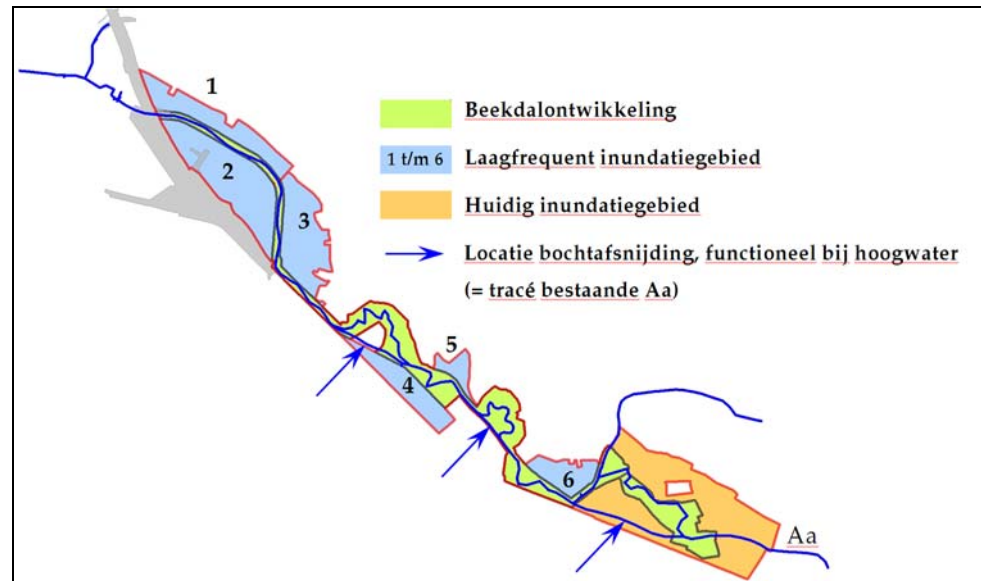 1
Beekdalontwikkeling
1 t/m 6 Laagfrequent inundatiegebied
2
Huidig inundatiegebied
3
Locatie bochtafsnijding, functioneel bij hoogwater
(= tracé bestaande Aa)
5
4
6
Aa